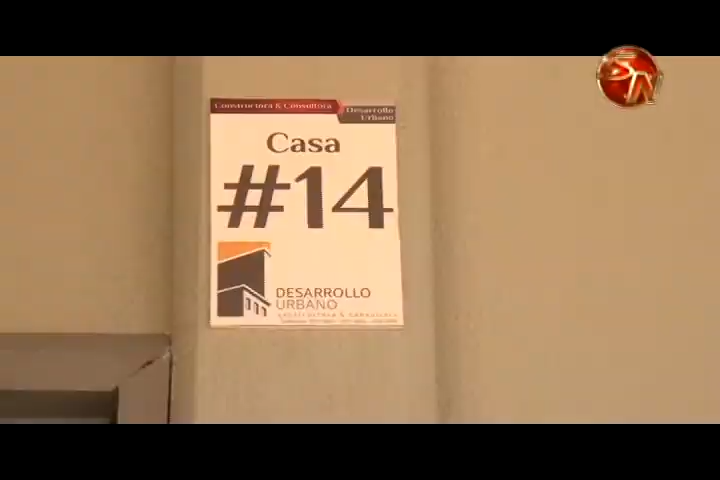 Constructora & Consultora
Desarrollo
Urbano
Casa
#14
DESARROLLO
URBANO